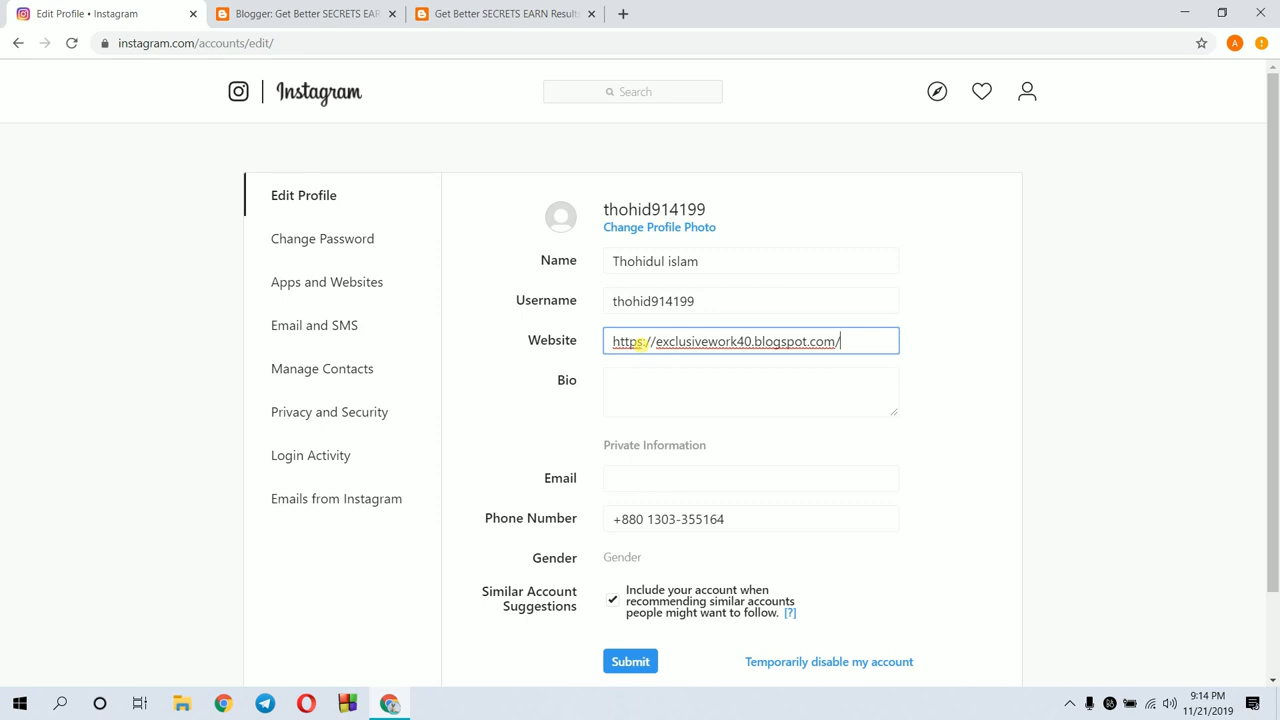 Edit Profile • Instagram
Blogger: Get Better SECRETS EAR
Get Better SECRETS EARN Results
instagram.com/accounts/edit/
A
Instagram
Search
Edit Profile
Change Password
Apps and Websites
Email and SMS
Manage Contacts
Privacy and Security
Login Activity
Emails from Instagram
thohid914199
Change Profile Photo
Name
Thohidul islam
Username
thohid914199
Website
https://exclusivework40.blogspot.com/
Bio
Private Information
Email
Phone Number
+880 1303-355164
Gender
Gender
Similar Account
Suggestions
Include your account when
recommending similar accounts
people might want to follow. [?]
Submit
Temporarily disable my account
9:14 PM
11/21/2019